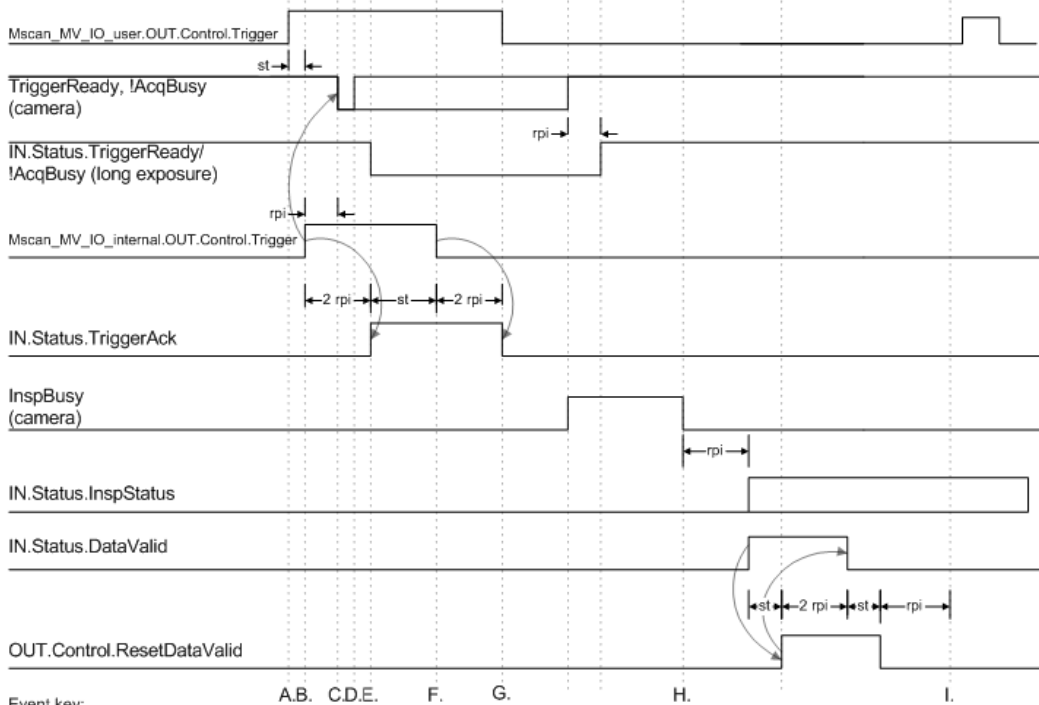 Mscan_MV_IO_user.OUT.Control.Trigger
st
TriggerReady, !AcqBusy
(camera)
rpi
IN.Status.TriggerReady/
!AcqBusy (long exposure)
rpi
Mscan_MV_IO_internal.OUT.Control.Trigger
2 rpi st 2 rpi
IN.Status.TriggerAck
InspBusy
(camera)
rpi
IN.Status.InspStatus
IN.Status.DataValid
st 2 rpi st rpi
OUT.Control.ResetDataValid
A.B. C.D.E. F. G. H. I.
Event key: